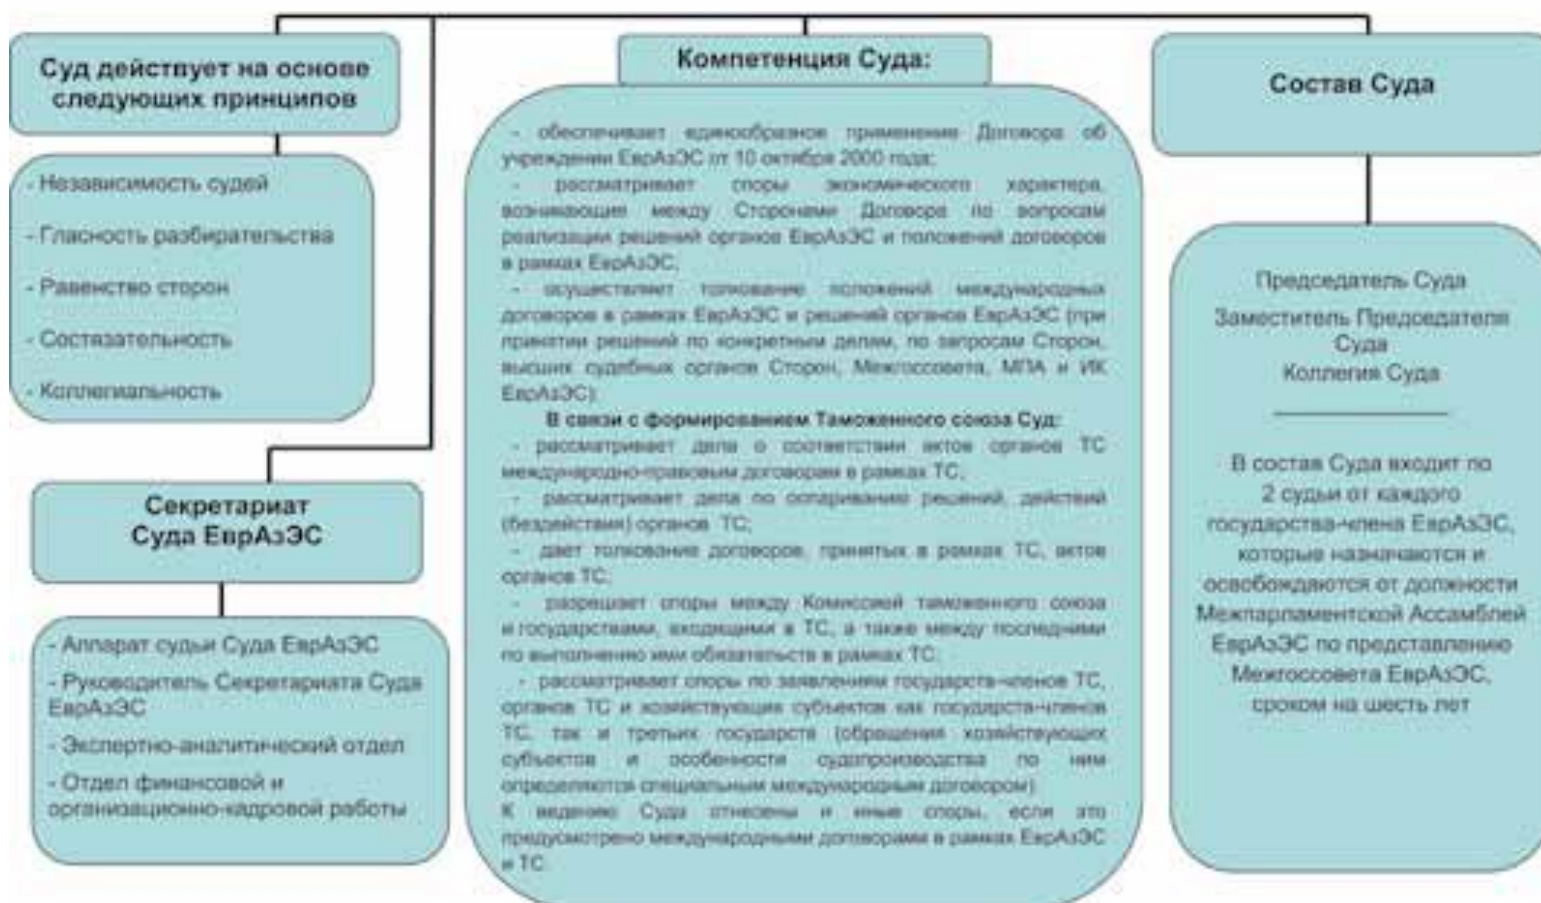 Суд действует на основе
следующих принципов
- Независимость судей
- Гласность разбирательства
- Равенство сторон
- Состязательность
- Коллегиальность
Секретариат
Суда ЕврАзЭС
- Аппарат судьи Суда ЕврАзЭС
- Руководитель Секретариата Суда
ЕврАзЭС
- Экспертно-аналитический отдел
- Отдел финансовой и
организационно-кадровой работы
Компетенция Суда:
- обеспечивает единообразное применение Договора об
учреждении ЕврАзЭС от 10 октября 2000 года;
- рассматривает споры экономического характера,
возникающие между Сторонами Договора по вопросам
реализации решений органов ЕврАзЭС и положений договоров
в рамках ЕврАзЭС;
- осуществляет толкование положений международных
договоров в рамках ЕврАзЭС и решений органов ЕврАзЭС (при
принятии решений по конкретным делам, по запросам Сторон,
высших судебных органов Сторон, Межгоссовета, МПА и ИК
ЕврАзЭС).
В связи с формированием Таможенного союза Суд:
- рассматривает дела о соответствии актов органов ТС
международно-правовым договорам в рамках ТС;
- рассматривает дела по оспариванию решений, действий
(бездействия) органов ТС;
- дает толкование договоров, принятых в рамках ТС, актов
органов ТС;
- разрешает споры между Комиссией таможенного союза
и государствами, входящими в ТС, а также между последними
по выполнению ими обязательств в рамках ТС;
- рассматривает споры по заявлениям государств-членов ТС,
органов ТС и хозяйствующих субъектов как государств-членов
ТС, так и третьих государств (обращения хозяйствующих
субъектов и особенности судопроизводства по ним
определяются специальным международным договором).
К ведению Суда отнесены и иные споры, если это
предусмотрено международными договорами в рамках ЕврАзЭС
и ТС.
Состав Суда
Председатель Суда
Заместитель Председателя
Суда
Коллегия Суда
В состав Суда входит по
2 судьи от каждого
государства-члена ЕврАзЭС,
которые назначаются и
освобождаются от должности
Межпарламентской Ассамблей
ЕврАзЭС по представлению
Межгоссовета ЕврАзЭС,
сроком на шесть лет